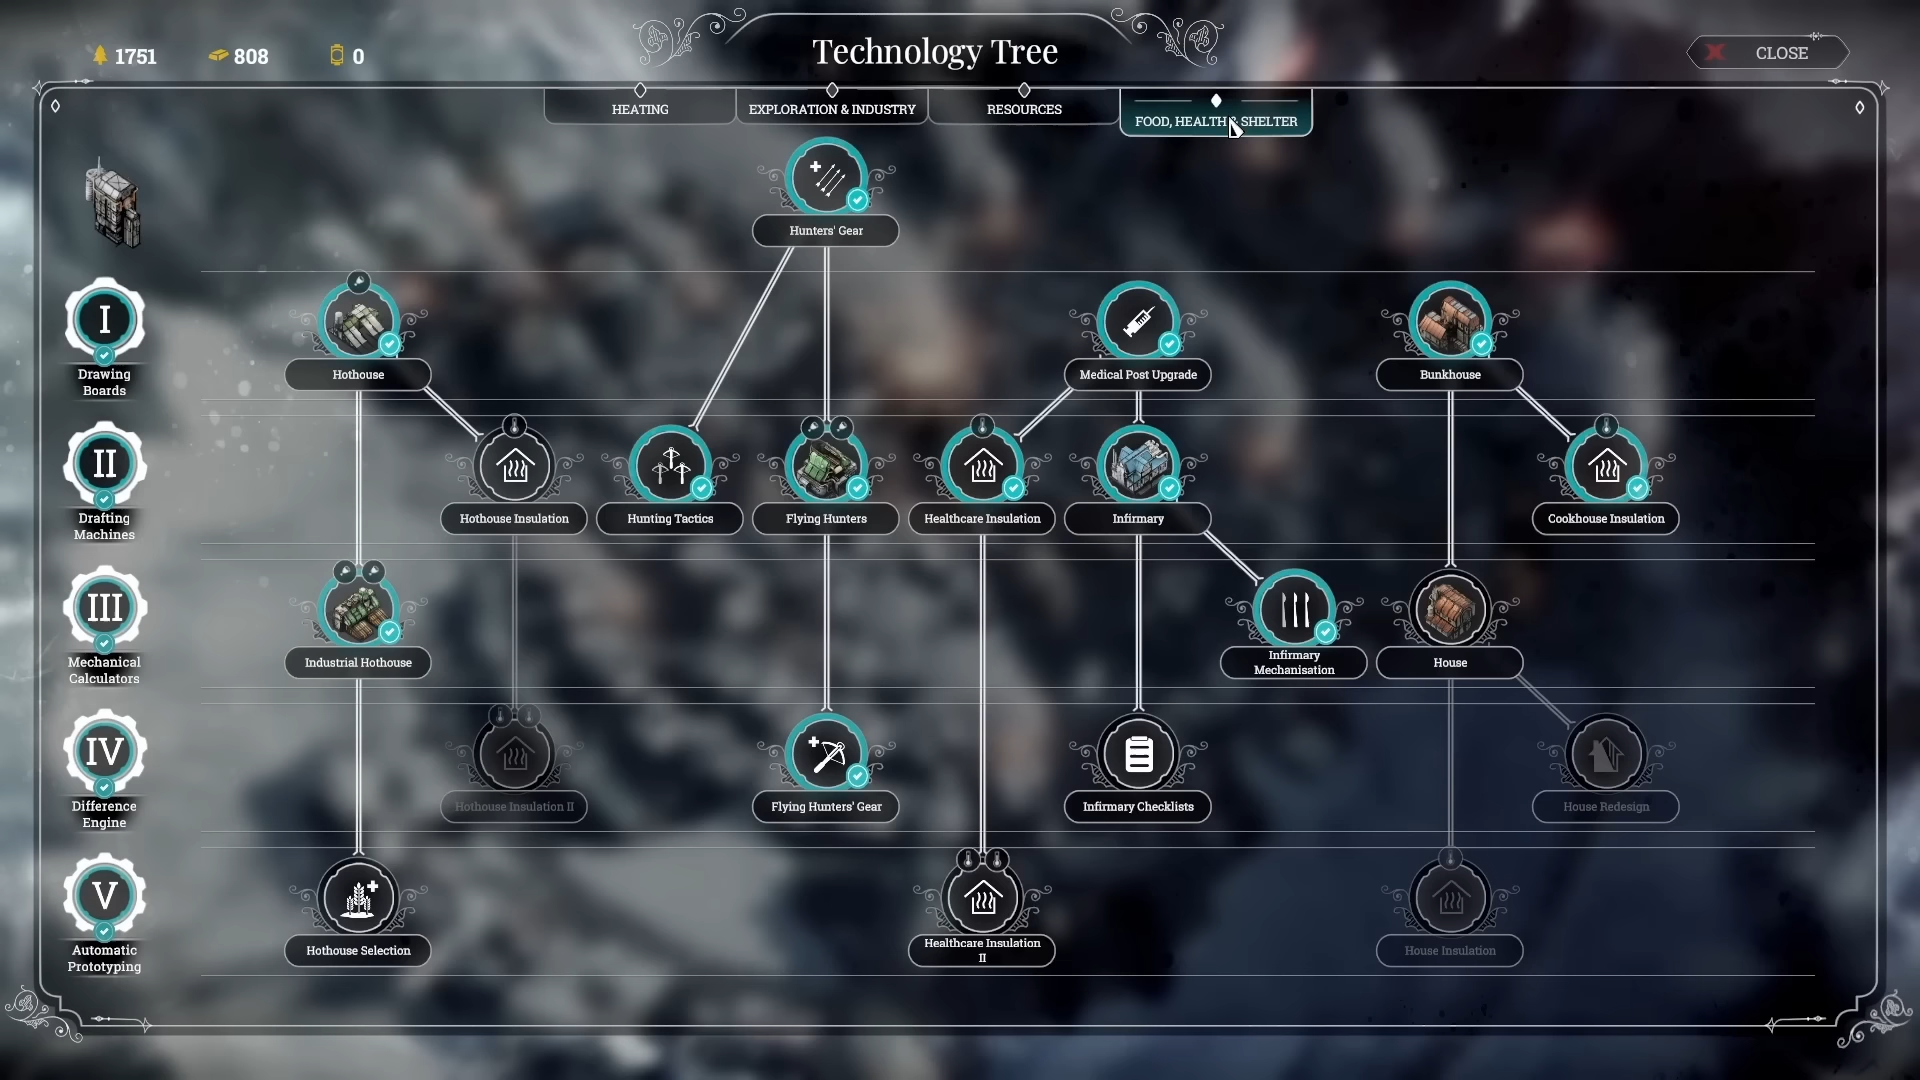 1751
808
0
Technology Tree
CLOSE
HEATING
EXPLORATION & INDUSTRY
RESOURCES
FOOD, HEALTH & SHELTER
Hunters' Gear
I
Drawing
Boards
Hothouse
Medical Post Upgrade
Bunkhouse
II
Drafting
Machines
Hothouse Insulation
Hunting Tactics
Flying Hunters
Healthcare Insulation
Infirmary
Cookhouse Insulation
III
Mechanical
Calculators
Industrial Hothouse
Infirmary
Mechanisation
House
IV
Difference
Engine
Hothouse Insulation II
Flying Hunters' Gear
Infirmary Checklists
House Redesign
V
Automatic
Prototyping
Hothouse Selection
Healthcare Insulation
II
House Insulation